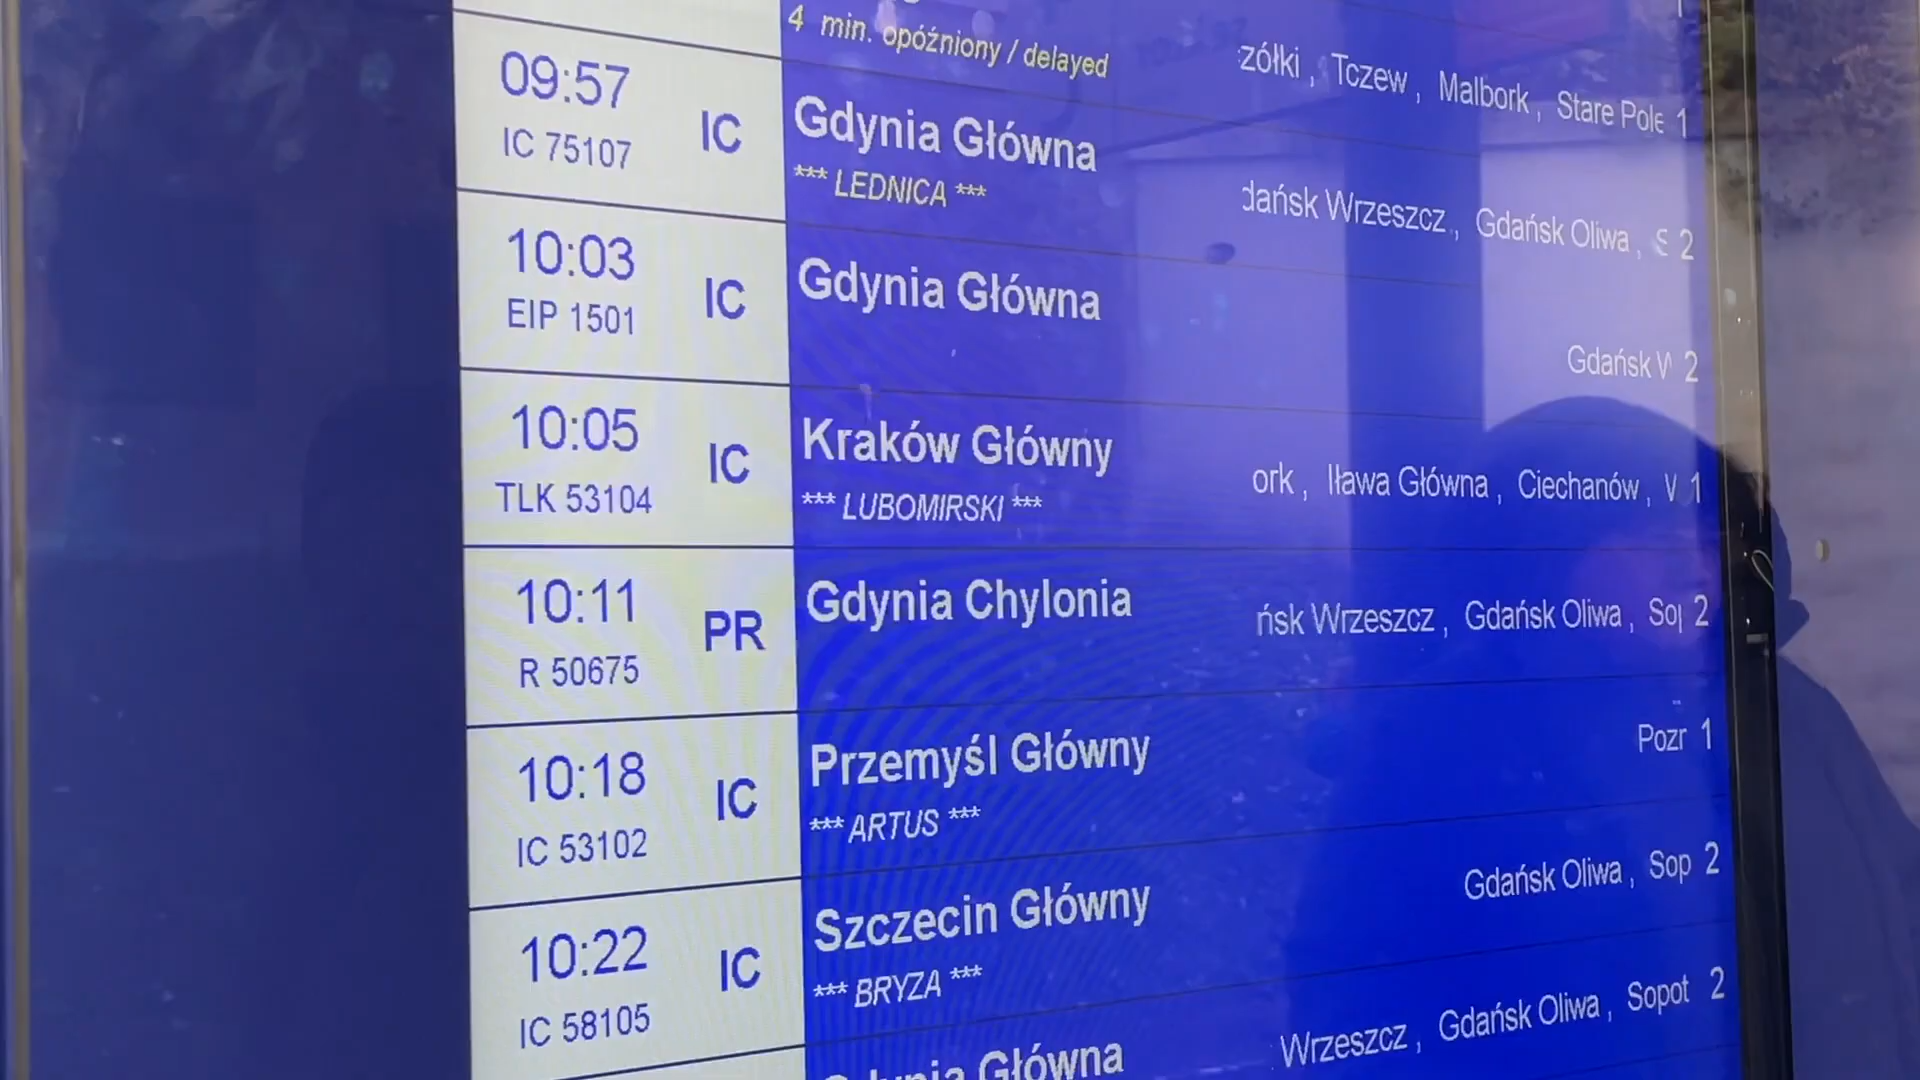 4 min. opóźniony / delayed
zółki , Tczew , Malbork , Stare Pole 1
09:57 IC Gdynia Główna
IC 75107 *** LEDNICA ***
dańsk Wrzeszcz , Gdańsk Oliwa , S 2
10:03 IC Gdynia Główna
EIP 1501
Gdańsk W 2
10:05 IC Kraków Główny
TLK 53104 *** LUBOMIRSKI ***
ork , Iława Główna , Ciechanów , W 1
10:11 PR Gdynia Chylonia
R 50675
ńsk Wrzeszcz , Gdańsk Oliwa , Sop 2
10:18 IC Przemyśl Główny
IC 53102 *** ARTUS ***
Pozr 1
10:22 IC Szczecin Główny
IC 58105 *** BRYZA ***
Gdańsk Oliwa , Sop 2
Gdynia Główna
Wrzeszcz , Gdańsk Oliwa , Sopot 2